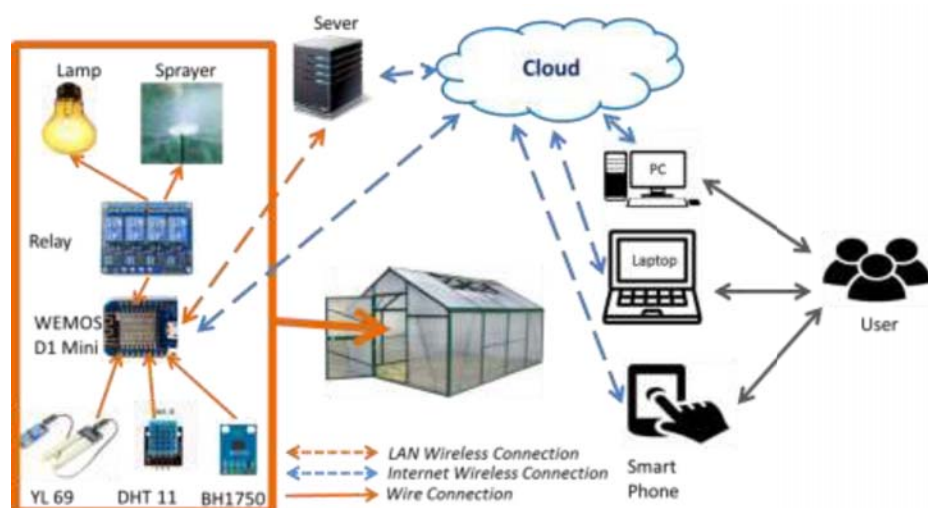 Sever
Lamp
Sprayer
Cloud
PC
Relay
Laptop
WEMOS
D1 Mini
User
LAN Wireless Connection
Internet Wireless Connection
Smart
Phone
YL 69
DHT 11
BH1750
Wire Connection